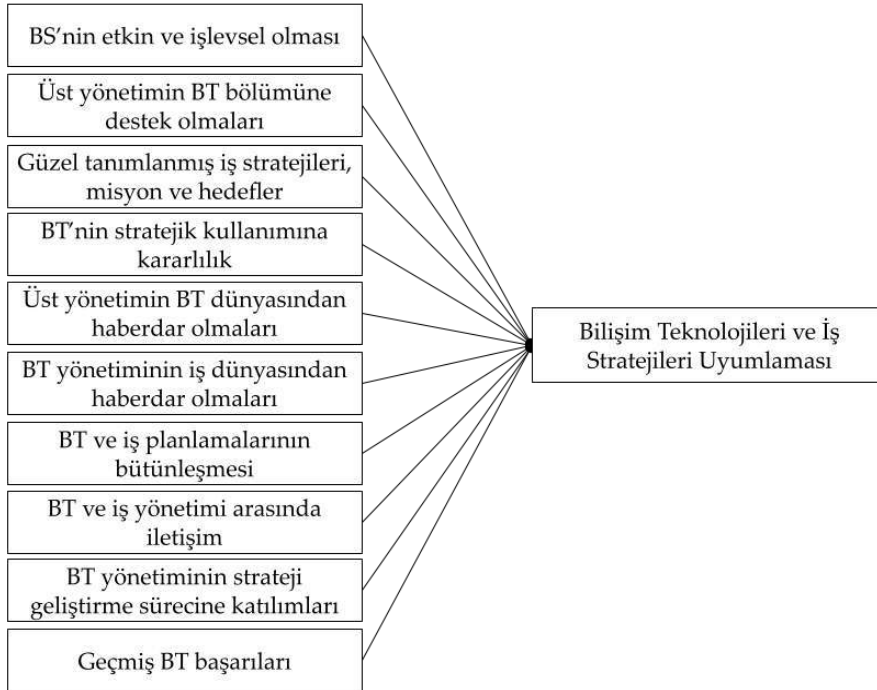 BS'nin etkin ve işlevsel olması
Üst yönetimin BT bölümüne
destek olmaları
Güzel tanımlanmış iş stratejileri,
misyon ve hedefler
BT'nin stratejik kullanımına
kararlılık
Üst yönetimin BT dünyasından
haberdar olmaları
BT yönetiminin iş dünyasından
haberdar olmaları
BT ve iş planlamalarının
bütünleşmesi
BT ve iş yönetimi arasında
iletişim
BT yönetiminin strateji
geliştirme sürecine katılımları
Geçmiş BT başarıları
Bilişim Teknolojileri ve İş
Stratejileri Uyumlaması